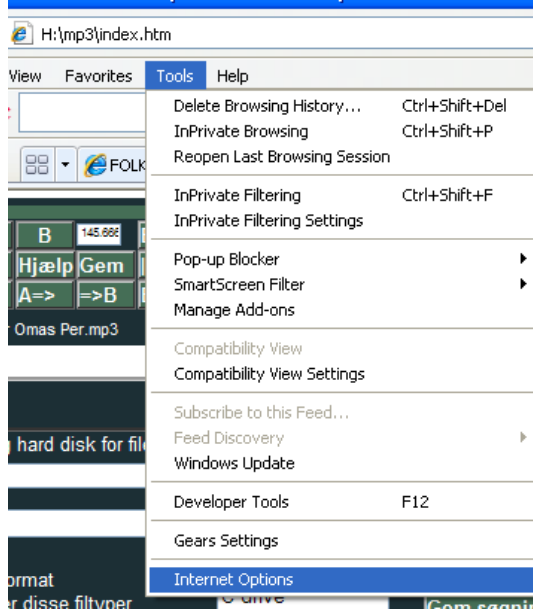 H:\mp3\index.htm
View Favorites Tools Help
Delete Browsing History... Ctrl+Shift+Del
InPrivate Browsing Ctrl+Shift+P
Reopen Last Browsing Session
FOLK
InPrivate Filtering Ctrl+Shift+F
InPrivate Filtering Settings
B 145.666
Hjælp Gem
A=> =>B
Pop-up Blocker
SmartScreen Filter
Manage Add-ons
Omas Per.mp3
Compatibility View
Compatibility View Settings
Subscribe to this Feed...
Feed Discovery
hard disk for file
Windows Update
Developer Tools F12
Gears Settings
Internet Options
disse filtyper